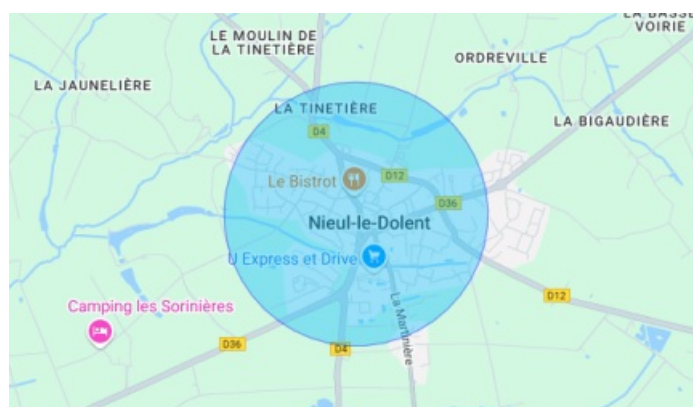 LA BASSE
VOIRIE
LE MOULIN DE
LA TINETIÈRE
ORDREVILLE
LA JAUNELIÈRE
LA TINETIÈRE
LA BIGAUDIÈRE
D4
Le Bistrot
D12
D36
Nieul-le-Dolent
U Express et Drive
D12
Camping les Sorinières
La Martinière
D36
D4